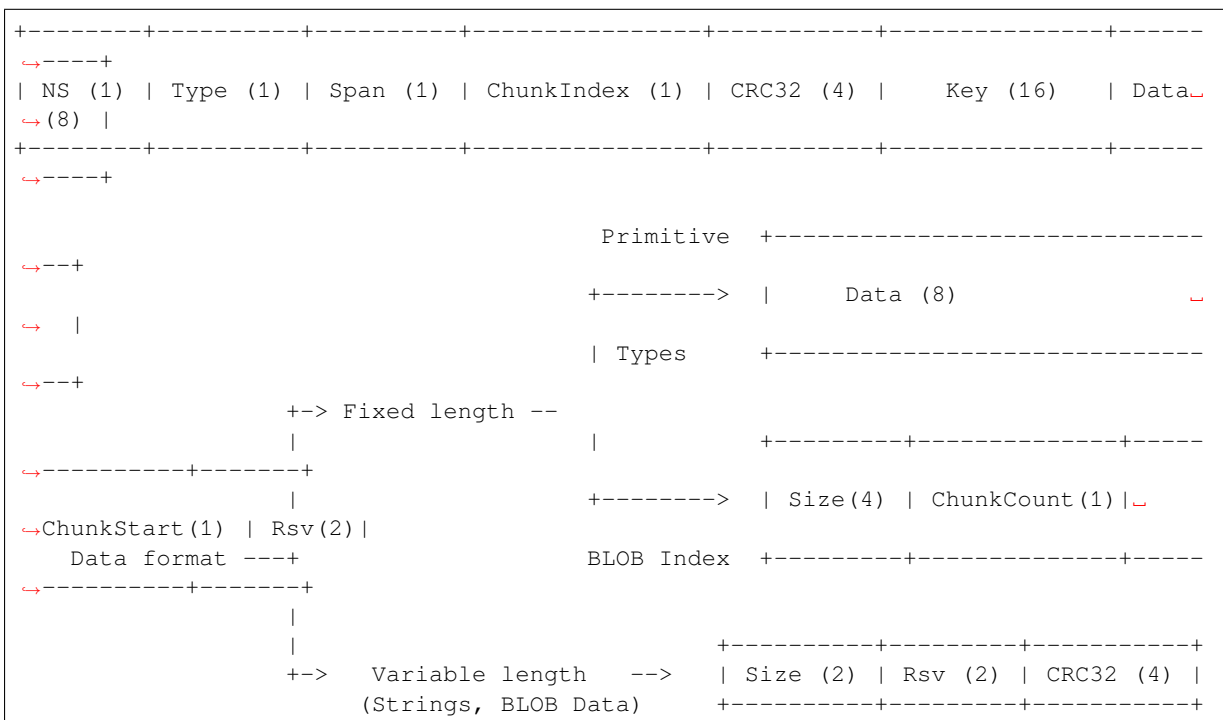 +--------+----------+----------+---------------+-----------+--------------+------
↪----+
| NS (1) | Type (1) | Span (1) | ChunkIndex (1) | CRC32 (4) |    Key (16)   | Data␣
↪(8) |
+--------+----------+----------+---------------+-----------+--------------+------
↪----+
Primitive  +------------------------------
↪--+
+-------->  |     Data (8)                ␣
↪  |
| Types     +------------------------------
↪--+
+-> Fixed length --
|                    |           +---------+--------------+-----
↪----------+-------+
|                    +-------->  | Size(4) | ChunkCount(1)|␣
↪ChunkStart(1) | Rsv(2)|
Data format ---+                    BLOB Index  +---------+--------------+-----
↪----------+-------+
|
|                              +----------+---------+-----------+
+->   Variable length   -->   | Size (2) | Rsv (2) | CRC32 (4) |
(Strings, BLOB Data)     +----------+---------+-----------+